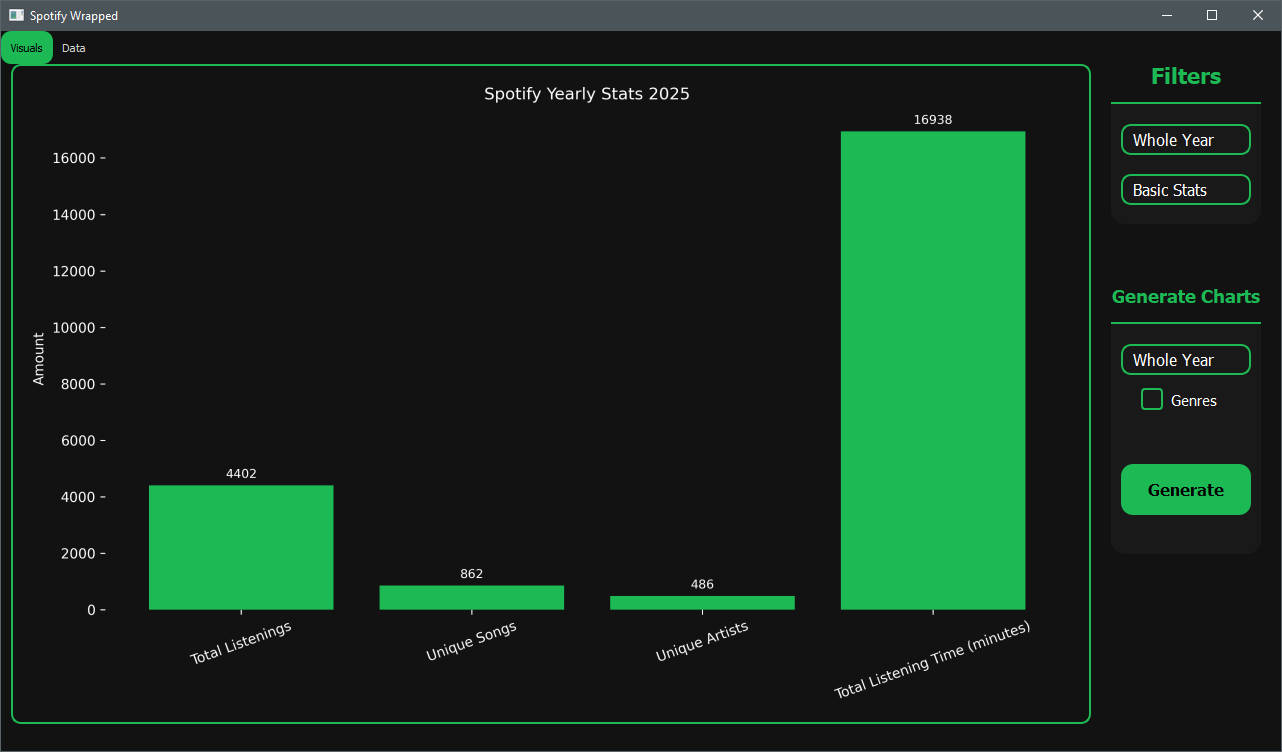 Spotify Wrapped
Visuals
Data
Spotify Yearly Stats 2025
Amount
16000
14000
12000
10000
8000
6000
4000
2000
0
4402
862
486
16938
Total Listenings
Unique Songs
Unique Artists
Total Listening Time (minutes)
Filters
Whole Year
Basic Stats
Generate Charts
Whole Year
Genres
Generate